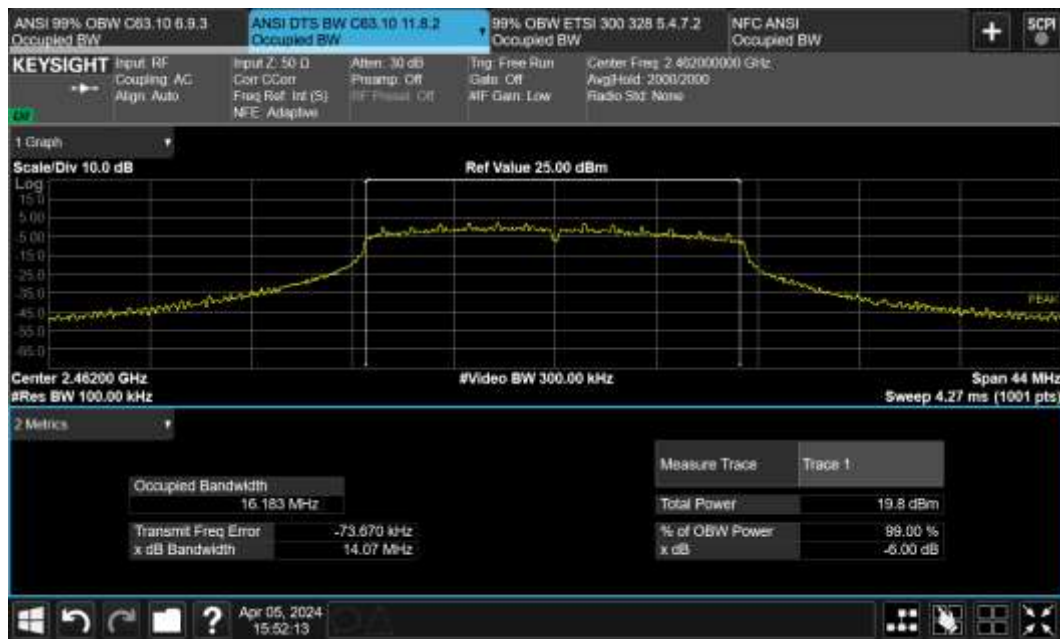 ANSI 99% OBW C63.10 6.9.3
Occupied BW
ANSI DTS BW C63.10 11.8.2
Occupied BW
99% OBW ETSI 300 328 5.4.7.2
Occupied BW
NFC ANSI
Occupied BW
+
SCPI
KEYSIGHT
Input: RF
Coupling: AC
Align: Auto
Input Z: 50 Ω
Corr CCorr
Freq Ref: Int (S)
NFE: Adaptive
Atten: 30 dB
Preamp: Off
RF Presel: Off
Trig: Free Run
Gate: Off
#IF Gain: Low
Center Freq: 2.462000000 GHz
Avg|Hold: 2000/2000
Radio Std: None
1 Graph
Scale/Div 10.0 dB
Ref Value 25.00 dBm
Log
15.0
5.00
-5.00
-15.0
-25.0
-35.0
-45.0
-55.0
-65.0
PEAK
Center 2.46200 GHz
#Video BW 300.00 kHz
Span 44 MHz
#Res BW 100.00 kHz
Sweep 4.27 ms (1001 pts)
2 Metrics
Measure Trace
Trace 1
Occupied Bandwidth
16.183 MHz
Total Power
19.8 dBm
Transmit Freq Error
-73.670 kHz
% of OBW Power
99.00 %
x dB Bandwidth
14.07 MHz
x dB
-6.00 dB
?
Apr 05, 2024
15:52:13